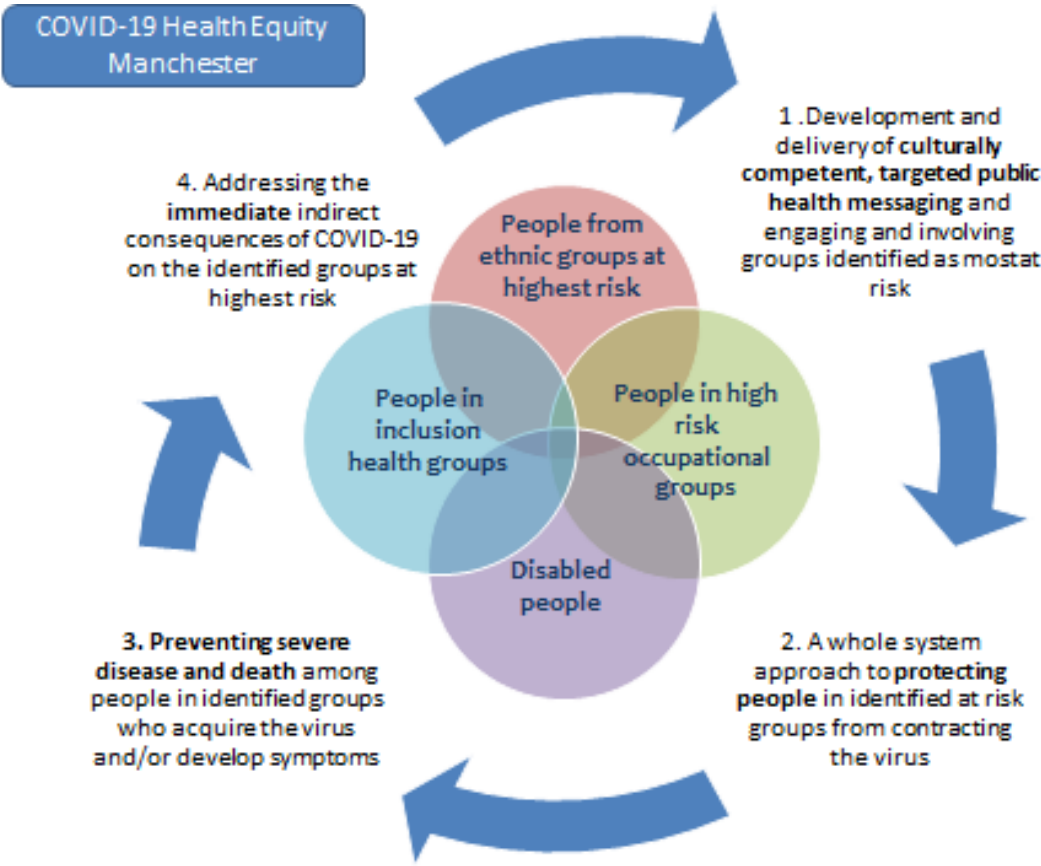 COVID-19 Health Equity
Manchester
1 .Development and
delivery of culturally
competent, targeted public
health messaging and
engaging and involving
groups identified as mostat
risk
2. A whole system
approach to protecting
people in identified at risk
groups from contracting
the virus
3. Preventing severe
disease and death among
people in identified groups
who acquire the virus
and/or develop symptoms
4. Addressing the
immediate indirect
consequences of COVID-19
on the identified groups at
highest risk
People from
ethnic groups at
highest risk
People in high
risk
occupational
groups
Disabled
people
People in
inclusion
health groups